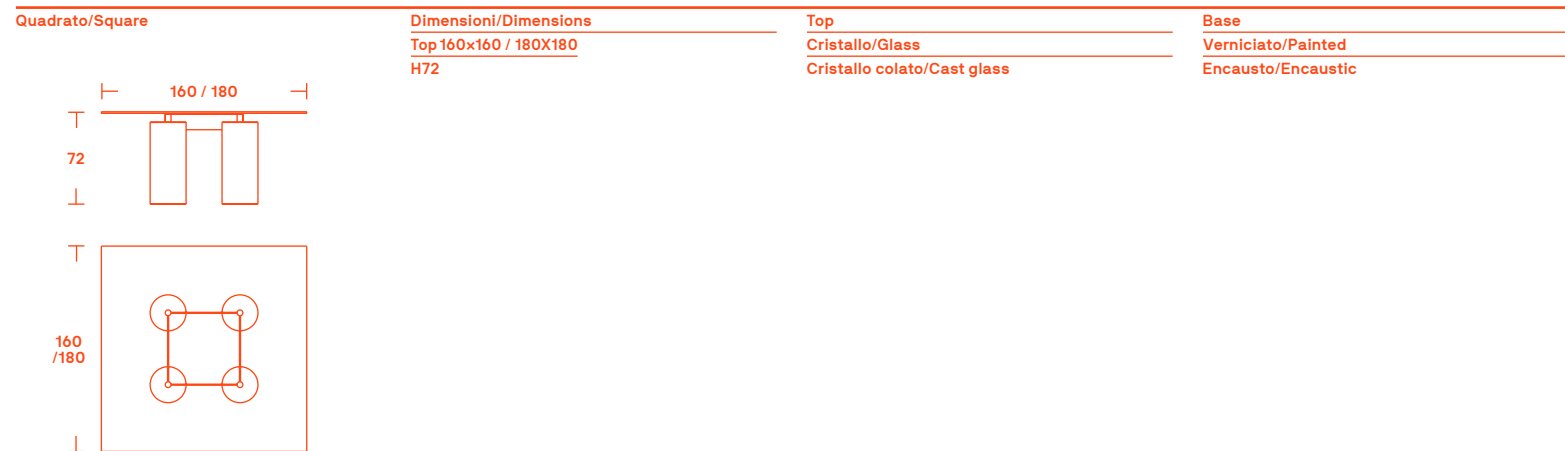 Quadrato/Square
Dimensioni/Dimensions
Top 160×160 / 180X180
H72
Top
Cristallo/Glass
Cristallo colato/Cast glass
Base
Verniciato/Painted
Encausto/Encaustic
160 / 180
72
160
/180